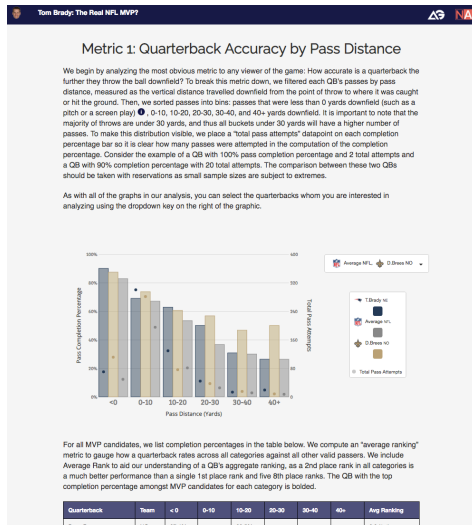 Tom Brady: The Real NFL MVP?
Metric 1: Quarterback Accuracy by Pass Distance
We begin by analyzing the most obvious metric to any viewer of the game: How accurate is a quarterback the
further they throw the ball downfield? To break this metric down, we filtered each QB's passes by pass
distance, measured as the vertical distance travelled downfield from the point of throw to where it was caught
or hit the ground. Then, we sorted passes into bins: passes that were less than 0 yards downfield (such as a
pitch or a screen play) , 0-10, 10-20, 20-30, 30-40, and 40+ yards downfield. It is important to note that the
majority of throws are under 30 yards, and thus all buckets under 30 yards will have a higher number of
passes. To make this distribution visible, we place a "total pass attempts" datapoint on each completion
percentage bar so it is clear how many passes were attempted in the computation of the completion
percentage. Consider the example of a QB with 100% pass completion percentage and 2 total attempts and
a QB with 90% completion percentage with 20 total attempts. The comparison between these two QBs
should be taken with reservations as small sample sizes are subject to extremes.
As with all of the graphs in our analysis, you can select the quarterbacks whom you are interested in
analyzing using the dropdown key on the right of the graphic.
100%
80%
60%
40%
20%
0%
Pass Completion Percentage
<0 0-10 10-20 20-30 30-40 40+
Pass Distance (Yards)
400
80
0
Total Pass Attempts
Average NFL, D.Brees NO
T.Brady NE
Average NFL
D.Brees NO
Total Pass Attempts
For all MVP candidates, we list completion percentages in the table below. We compute an "average ranking"
metric to gauge how a quarterback rates across all categories against all other valid passers. We include
Average Rank to aid our understanding of a QB's aggregate ranking, as a 2nd place rank in all categories is
a much better performance than a single 1st place rank and five 8th place ranks. The QB with the top
completion percentage amongst MVP candidates for each category is bolded.
Quarterback Team < 0 0-10 10-20 20-30 30-40 40+ Avg Ranking